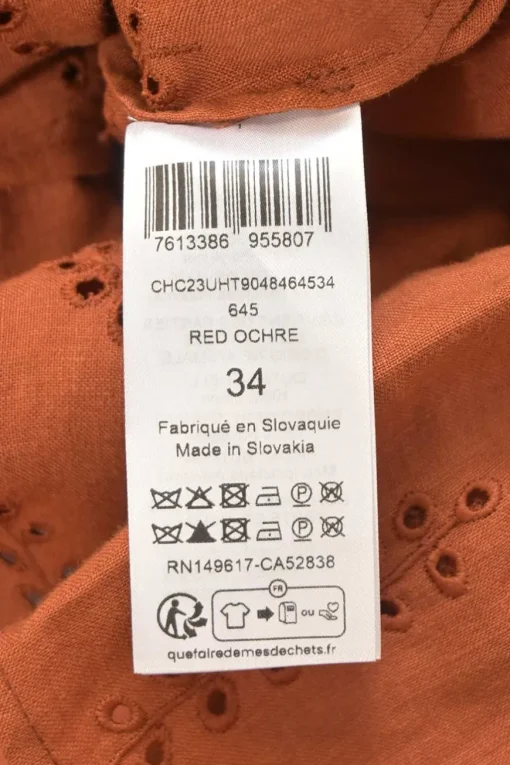 7613386 955807
CHC23UHT9048464534
645
RED OCHRE
34
Fabriqué en Slovaquie
Made in Slovakia
P
P
RN149617-CA52838
FR
OU
quefairedemesdechets.fr